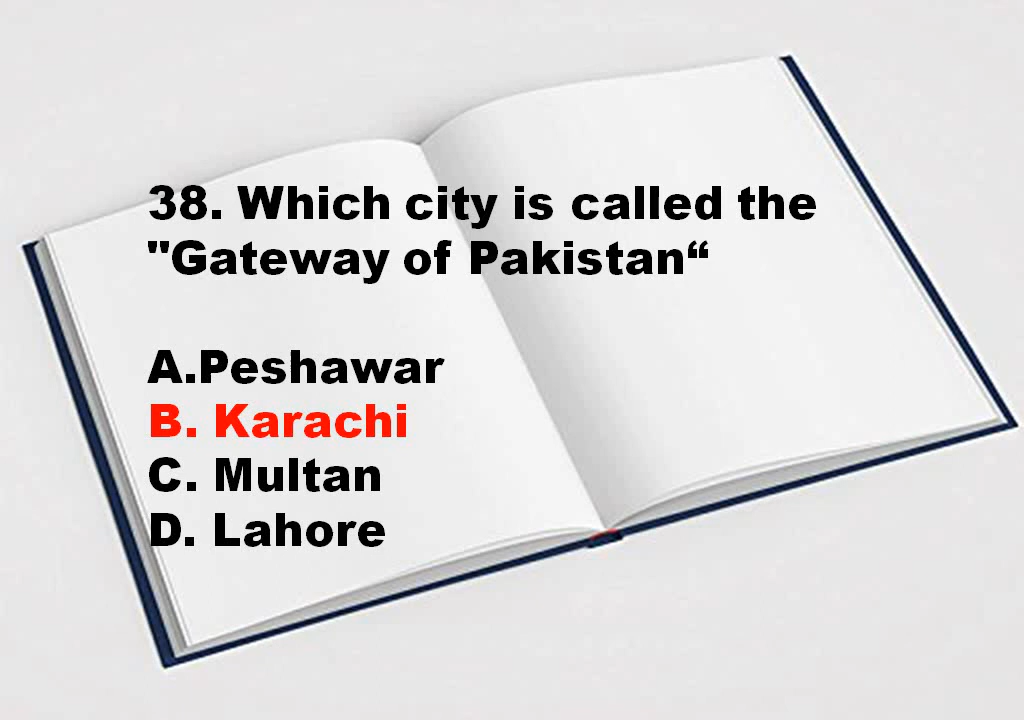 38. Which city is called the
"Gateway of Pakistan“
A.Peshawar
B. Karachi
C. Multan
D. Lahore